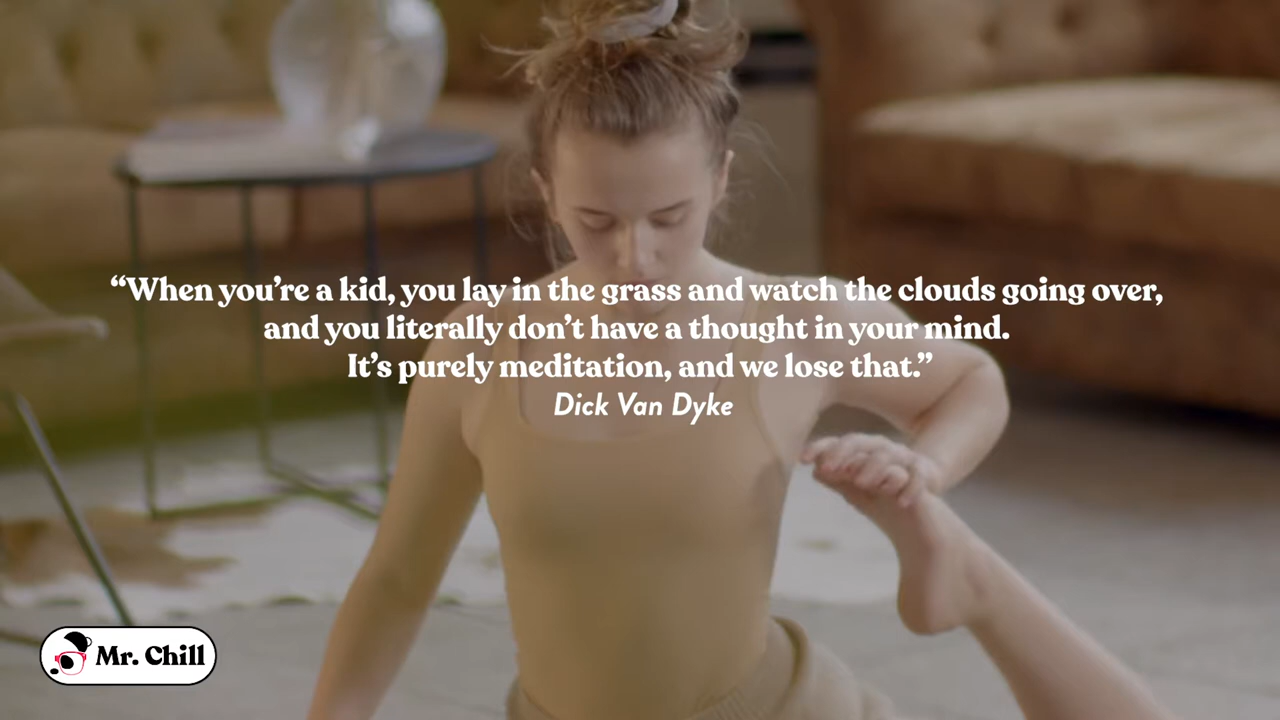 “When you’re a kid, you lay in the grass and watch the clouds going over,
and you literally don’t have a thought in your mind.
It’s purely meditation, and we lose that.”
Dick Van Dyke
Mr. Chill